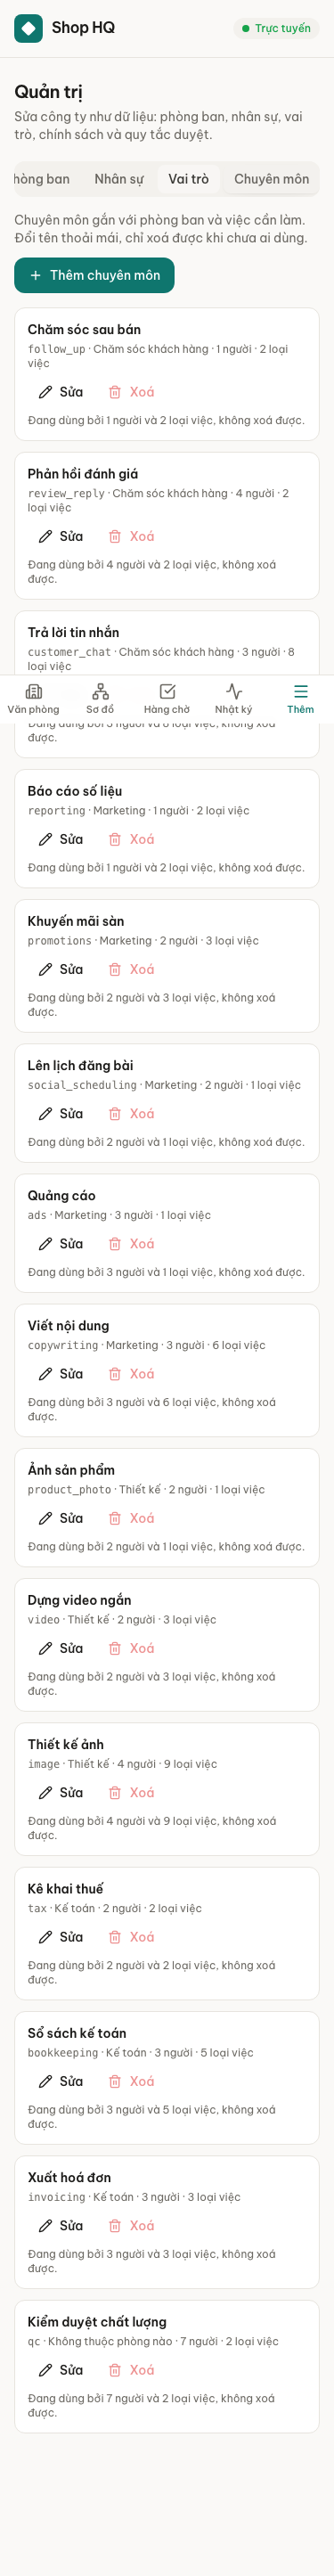 Shop HQ
Trực tuyến
Quản trị
Sửa công ty như dữ liệu: phòng ban, nhân sự, vai
trò, chính sách và quy tắc duyệt.
hòng ban
Nhân sự
Vai trò
Chuyên môn
Chuyên môn gắn với phòng ban và việc cần làm.
Đổi tên thoải mái, chỉ xoá được khi chưa ai dùng.
Thêm chuyên môn
Chăm sóc sau bán
follow_up · Chăm sóc khách hàng · 1 người · 2 loại
việc
Sửa
Xoá
Đang dùng bởi 1 người và 2 loại việc, không xoá được.
Phản hồi đánh giá
review_reply · Chăm sóc khách hàng · 4 người · 2
loại việc
Sửa
Xoá
Đang dùng bởi 4 người và 2 loại việc, không xoá
được.
Trả lời tin nhắn
customer_chat · Chăm sóc khách hàng · 3 người · 8
loại việc
Văn phòng
Sơ đồ
Hàng chờ
Nhật ký
Thêm
Đang dùng bởi 3 người và 8 loại việc, không xoá
được.
Báo cáo số liệu
reporting · Marketing · 1 người · 2 loại việc
Sửa
Xoá
Đang dùng bởi 1 người và 2 loại việc, không xoá được.
Khuyến mãi sàn
promotions · Marketing · 2 người · 3 loại việc
Sửa
Xoá
Đang dùng bởi 2 người và 3 loại việc, không xoá
được.
Lên lịch đăng bài
social_scheduling · Marketing · 2 người · 1 loại việc
Sửa
Xoá
Đang dùng bởi 2 người và 1 loại việc, không xoá được.
Quảng cáo
ads · Marketing · 3 người · 1 loại việc
Sửa
Xoá
Đang dùng bởi 3 người và 1 loại việc, không xoá được.
Viết nội dung
copywriting · Marketing · 3 người · 6 loại việc
Sửa
Xoá
Đang dùng bởi 3 người và 6 loại việc, không xoá
được.
Ảnh sản phẩm
product_photo · Thiết kế · 2 người · 1 loại việc
Sửa
Xoá
Đang dùng bởi 2 người và 1 loại việc, không xoá được.
Dựng video ngắn
video · Thiết kế · 2 người · 3 loại việc
Sửa
Xoá
Đang dùng bởi 2 người và 3 loại việc, không xoá
được.
Thiết kế ảnh
image · Thiết kế · 4 người · 9 loại việc
Sửa
Xoá
Đang dùng bởi 4 người và 9 loại việc, không xoá
được.
Kê khai thuế
tax · Kế toán · 2 người · 2 loại việc
Sửa
Xoá
Đang dùng bởi 2 người và 2 loại việc, không xoá
được.
Sổ sách kế toán
bookkeeping · Kế toán · 3 người · 5 loại việc
Sửa
Xoá
Đang dùng bởi 3 người và 5 loại việc, không xoá
được.
Xuất hoá đơn
invoicing · Kế toán · 3 người · 3 loại việc
Sửa
Xoá
Đang dùng bởi 3 người và 3 loại việc, không xoá
được.
Kiểm duyệt chất lượng
qc · Không thuộc phòng nào · 7 người · 2 loại việc
Sửa
Xoá
Đang dùng bởi 7 người và 2 loại việc, không xoá
được.